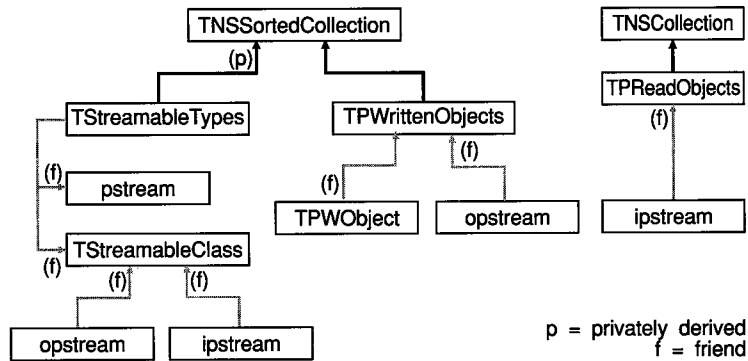 TNSSortedCollection
TNSCollection
(p)
TPReadObjects
TStreamableTypes
TPWrittenObjects
(f)
(f)
(f)
(f)
pstream
TPWObject
opstream
ipstream
TStreamableClass
(f)
(f)
(f)
opstream
ipstream
p = privately derived
f = friend